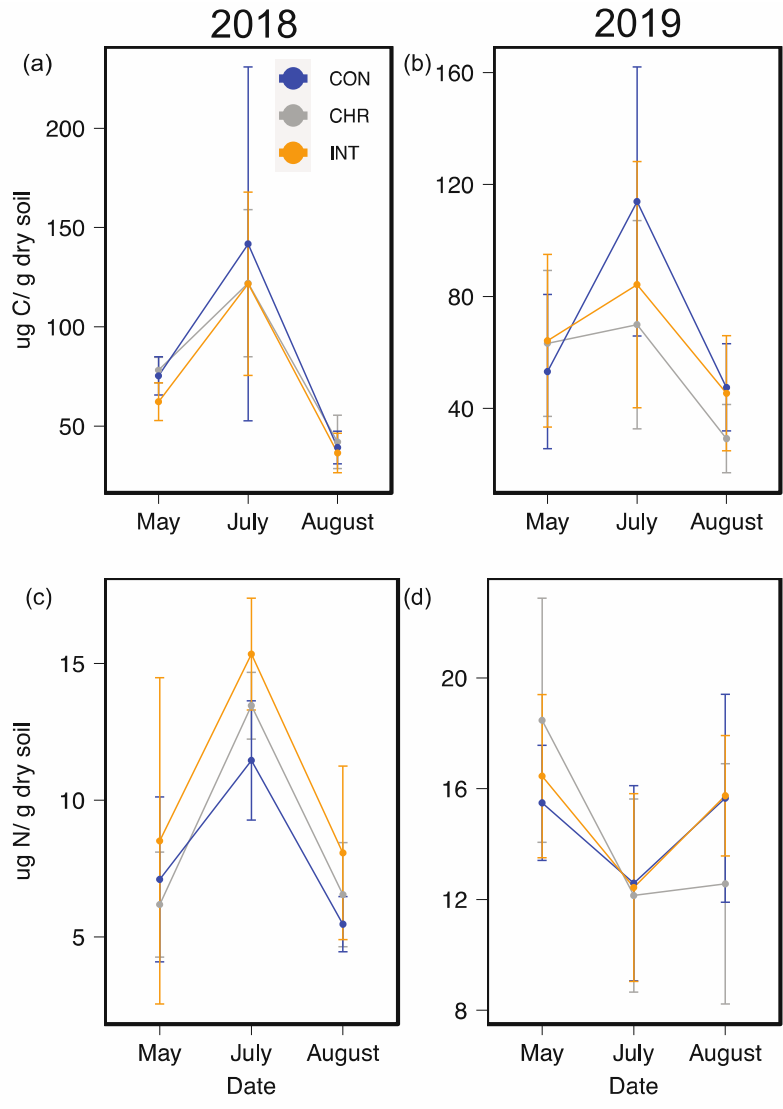 2018
2019
(a)
(b)
CON
CHR
INT
ug C/ g dry soil
200
150
100
50
160
120
80
40
May July August
May July August
(c)
(d)
ug N/ g dry soil
15
10
5
20
16
12
8
May July August
May July August
Date
Date